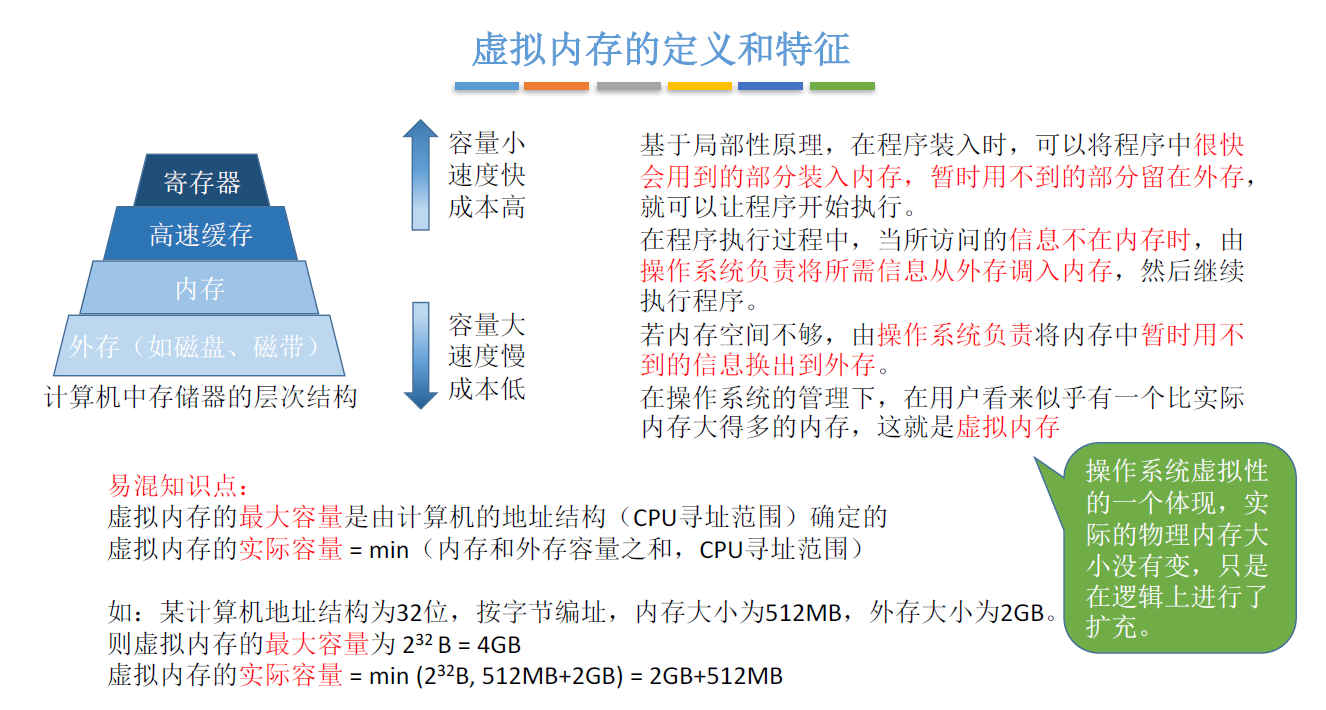 虚拟内存的定义和特征
寄存器
高速缓存
内存
外存（如磁盘、磁带）
计算机中存储器的层次结构
容量小
速度快
成本高
容量大
速度慢
成本低
基于局部性原理，在程序装入时，可以将程序中很快
会用到的部分装入内存，暂时用不到的部分留在外存，
就可以让程序开始执行。
在程序执行过程中，当所访问的信息不在内存时，由
操作系统负责将所需信息从外存调入内存，然后继续
执行程序。
若内存空间不够，由操作系统负责将内存中暂时用不
到的信息换出到外存。
在操作系统的管理下，在用户看来似乎有一个比实际
内存大得多的内存，这就是虚拟内存
操作系统虚拟性
的一个体现，实
际的物理内存大
小没有变，只是
在逻辑上进行了
扩充。
易混知识点：
虚拟内存的最大容量是由计算机的地址结构（CPU寻址范围）确定的
虚拟内存的实际容量 = min（内存和外存容量之和，CPU寻址范围）
如：某计算机地址结构为32位，按字节编址，内存大小为512MB，外存大小为2GB。
则虚拟内存的最大容量为 2³² B = 4GB
虚拟内存的实际容量 = min (2³²B, 512MB+2GB) = 2GB+512MB